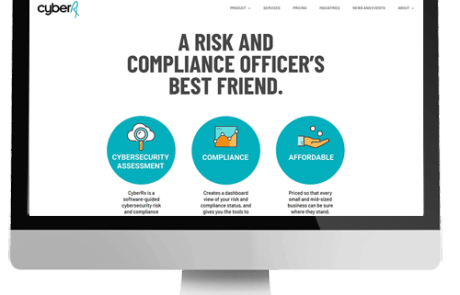 cyberRx
PRODUCT SERVICES PRICING INDUSTRIES NEWS AND EVENTS ABOUT
A RISK AND
COMPLIANCE OFFICER'S
BEST FRIEND.
CYBERSECURITY
ASSESSMENT
CyberRx is a
software-guided
cybersecurity risk
and compliance
COMPLIANCE
Creates a dashboard
view of your risk and
compliance status, and
gives you the tools to
AFFORDABLE
Priced so that every
small and mid-sized
business can be sure
where they stand.